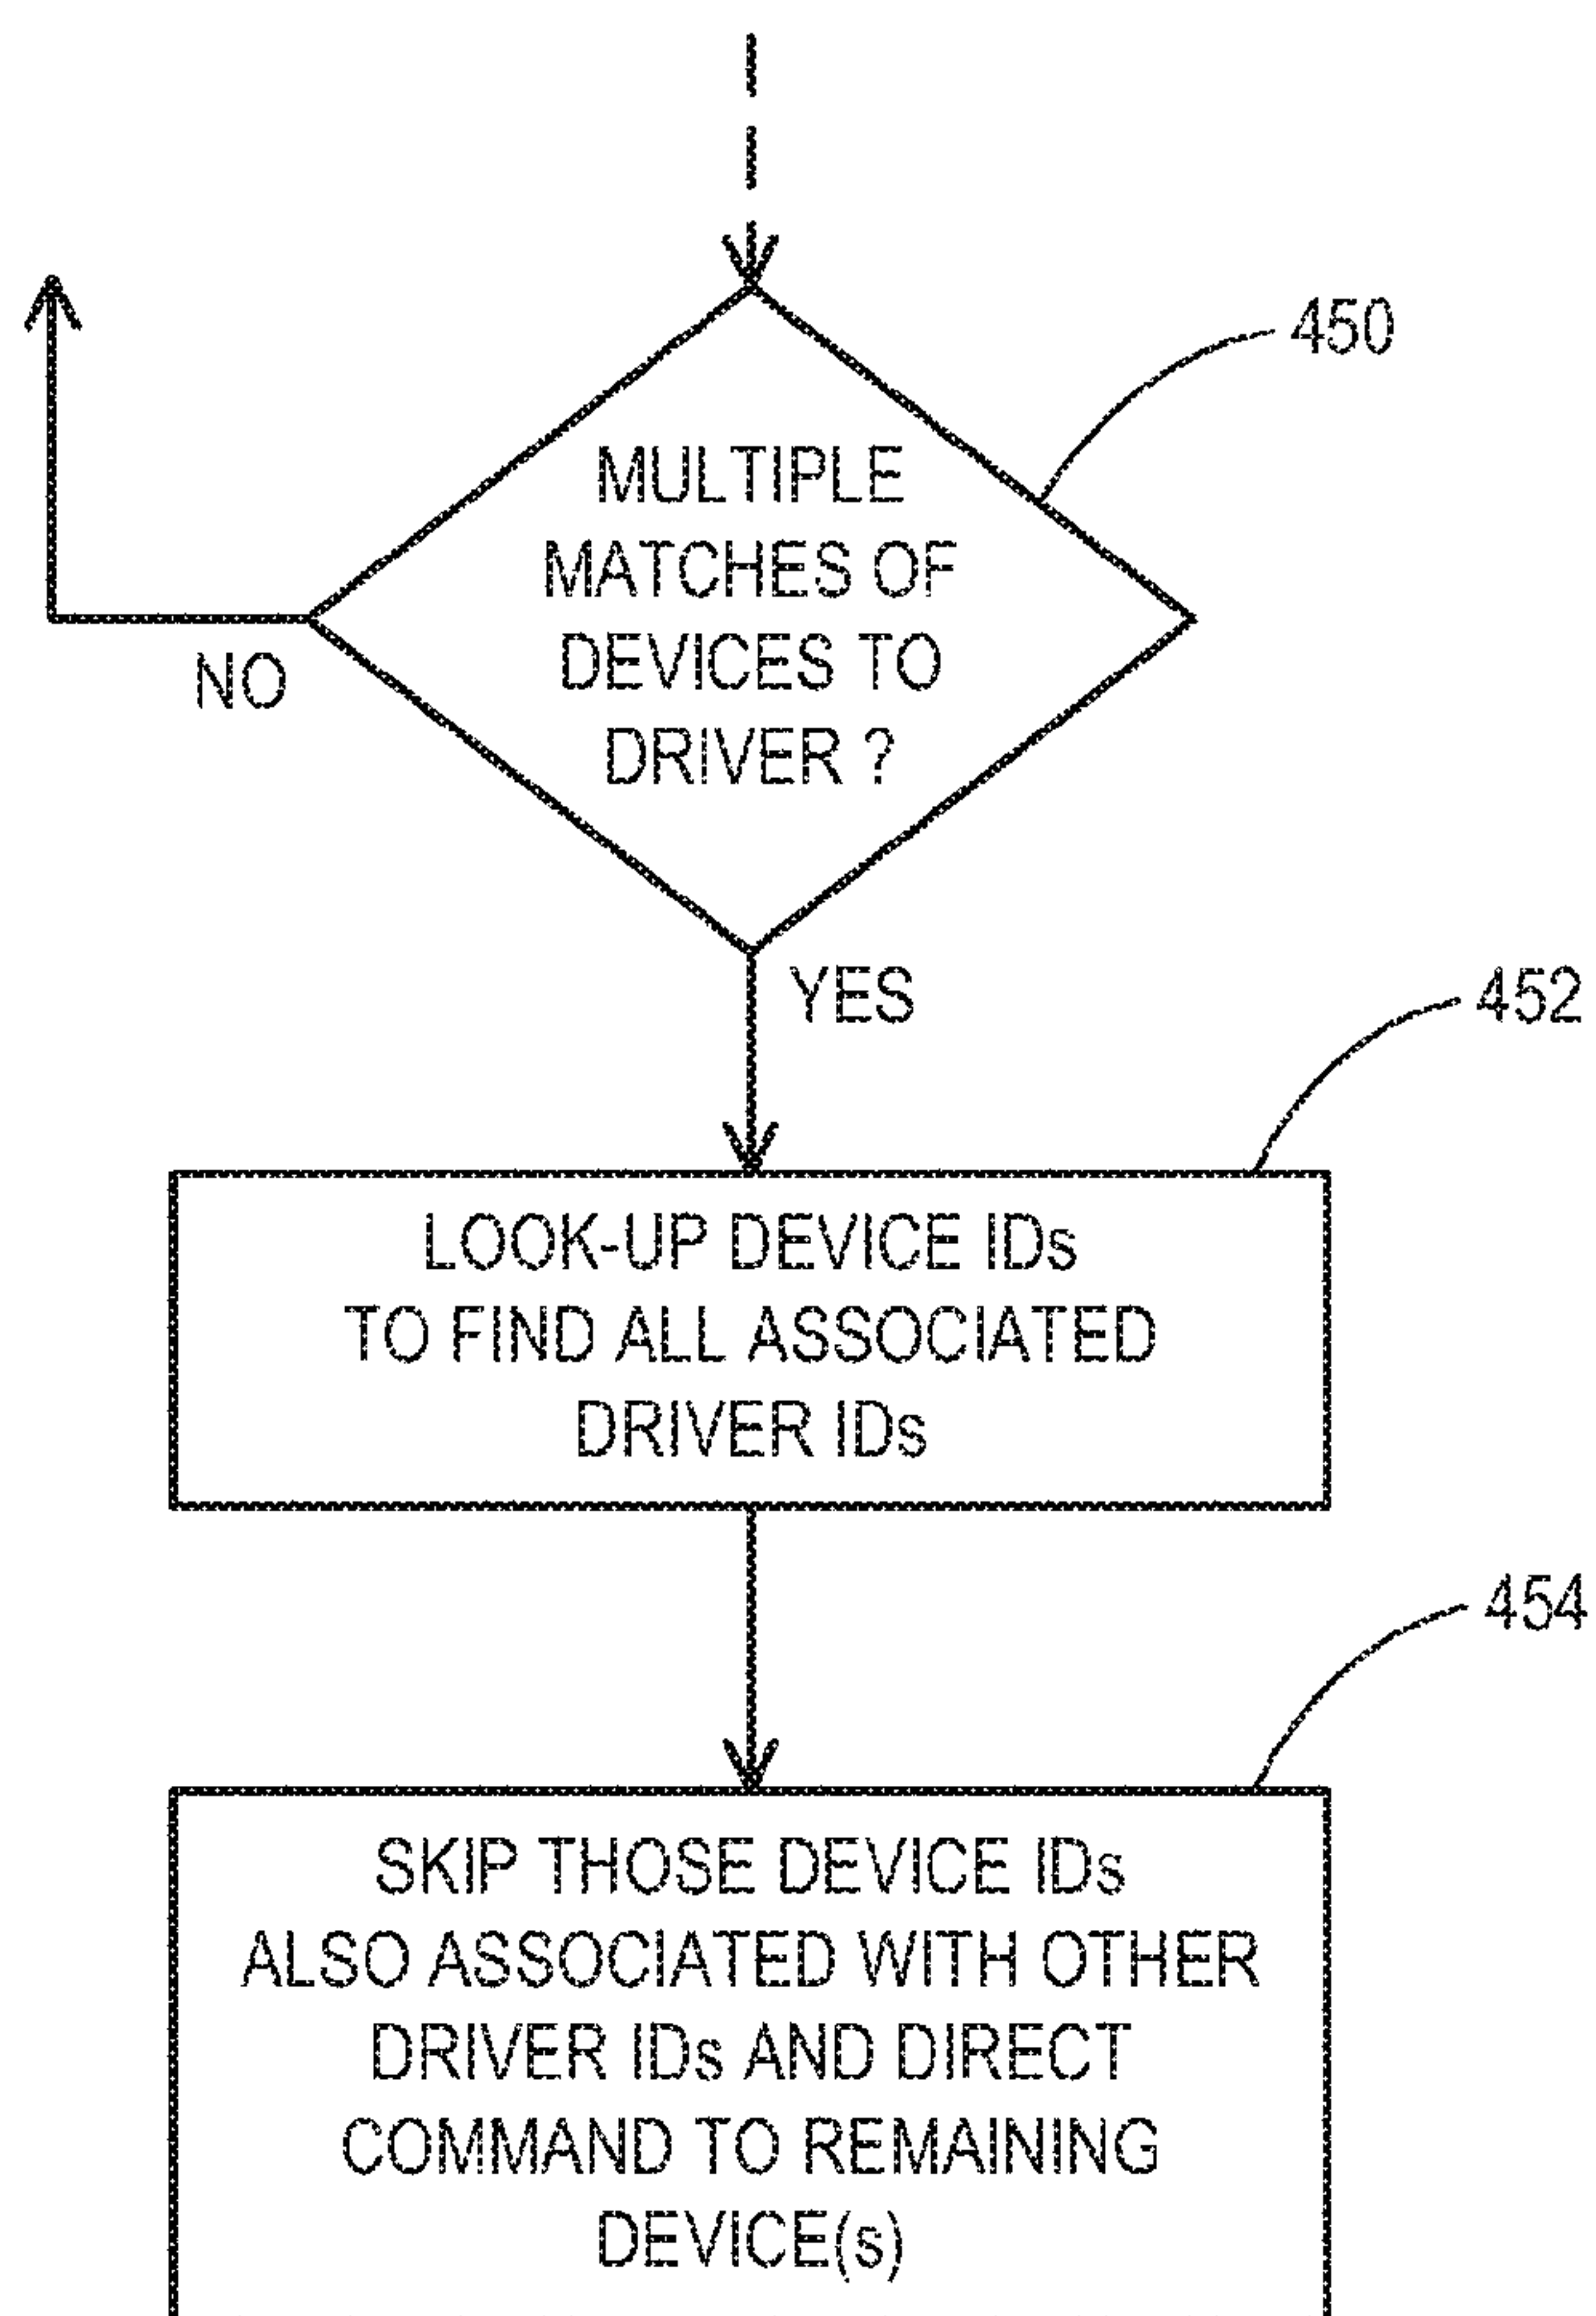 450
MULTIPLE
MATCHES OF
DEVICES TO
DRIVER ?
NO
YES
452
LOOK-UP DEVICE IDs
TO FIND ALL ASSOCIATED
DRIVER IDs
454
SKIP THOSE DEVICE IDs
ALSO ASSOCIATED WITH OTHER
DRIVER IDs AND DIRECT
COMMAND TO REMAINING
DEVICE(s)